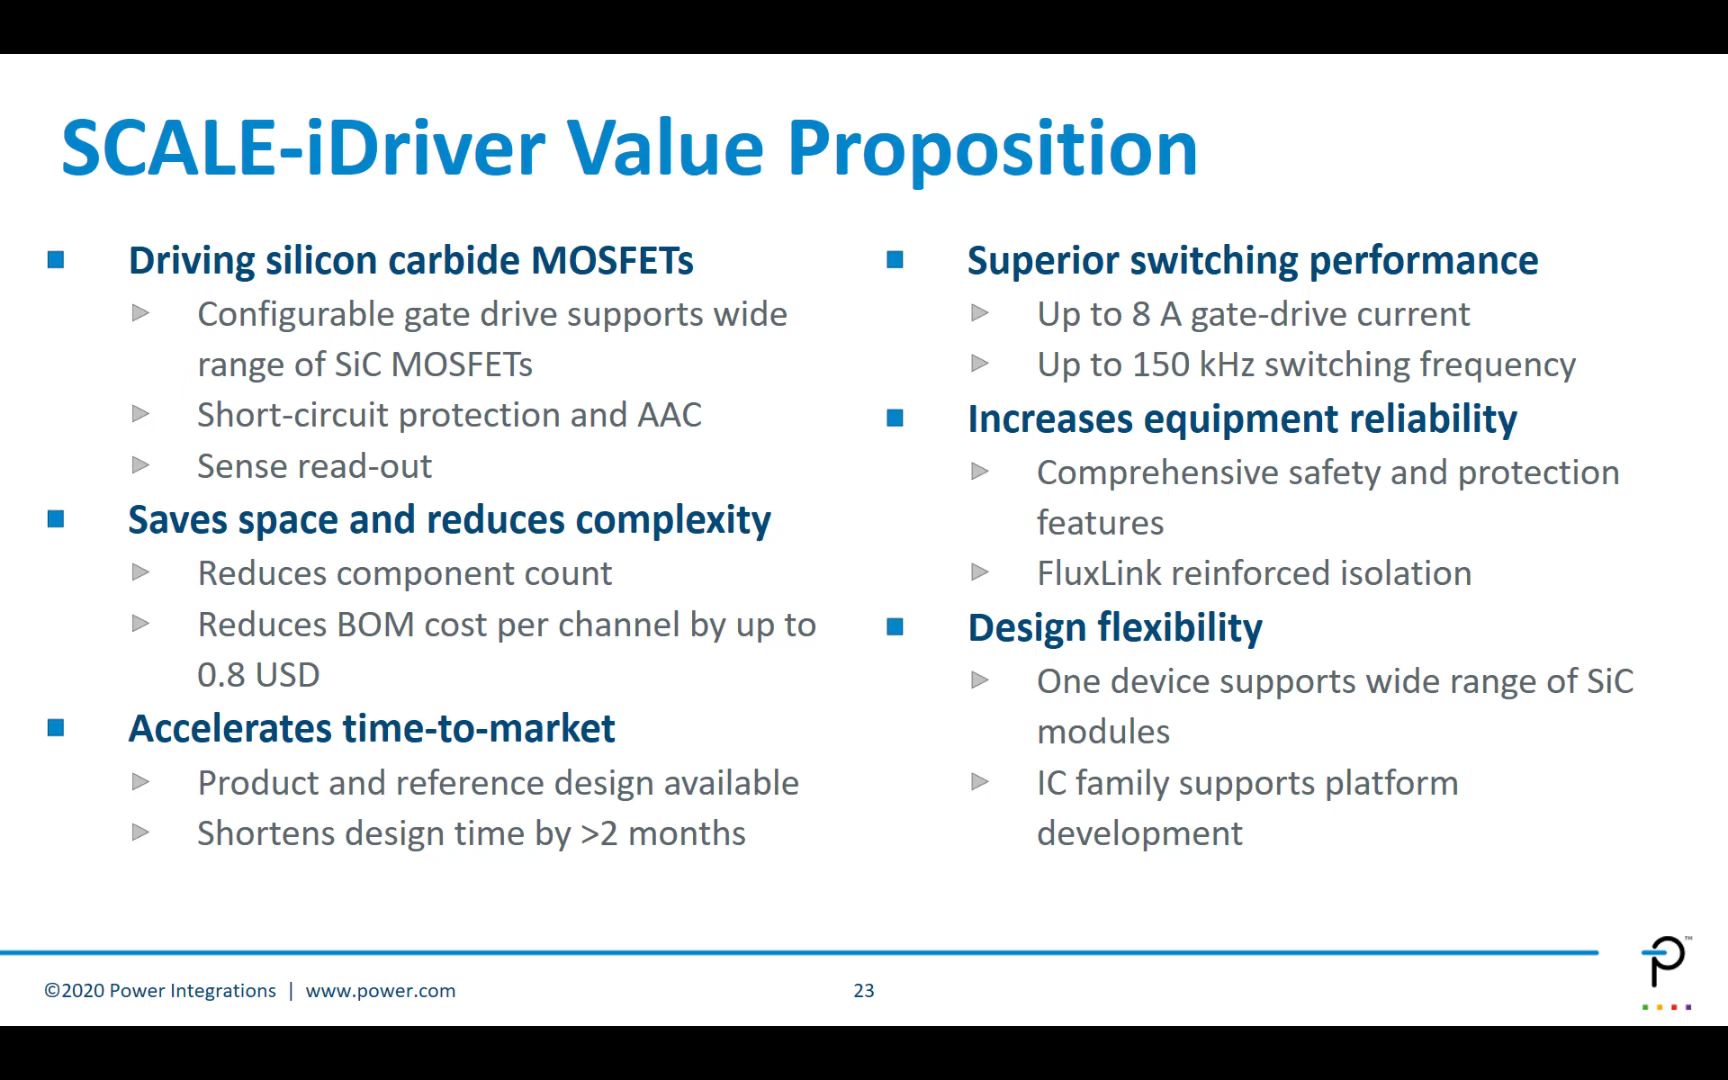 SCALE-iDriver Value Proposition
Driving silicon carbide MOSFETs
Configurable gate drive supports wide
range of SiC MOSFETs
Short-circuit protection and AAC
Sense read-out
Saves space and reduces complexity
Reduces component count
Reduces BOM cost per channel by up to
0.8 USD
Accelerates time-to-market
Product and reference design available
Shortens design time by >2 months
Superior switching performance
Up to 8 A gate-drive current
Up to 150 kHz switching frequency
Increases equipment reliability
Comprehensive safety and protection
features
FluxLink reinforced isolation
Design flexibility
One device supports wide range of SiC
modules
IC family supports platform
development
©2020 Power Integrations | www.power.com
23
TM